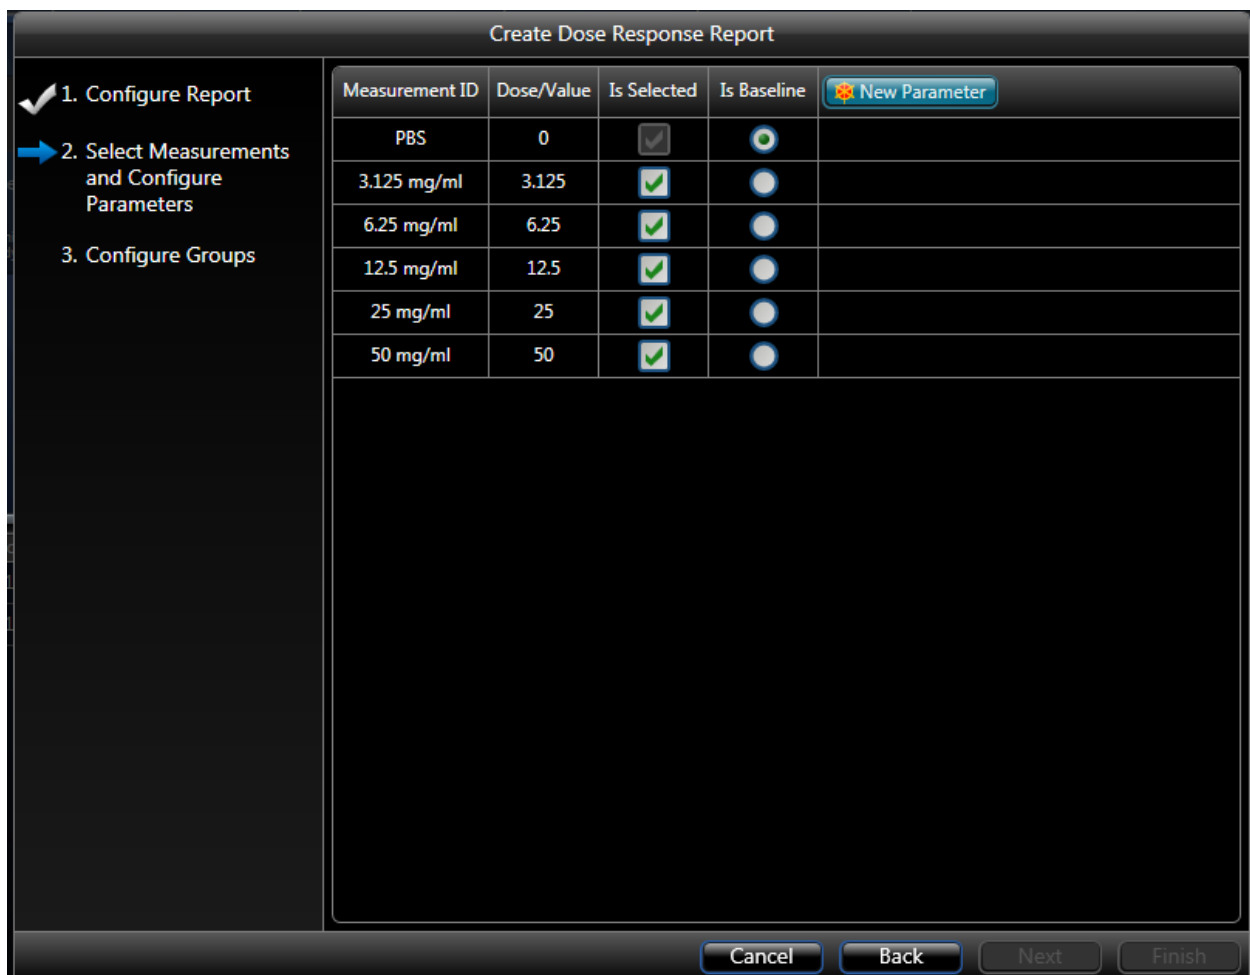 Create Dose Response Report
1. Configure Report
2. Select Measurements
and Configure
Parameters
3. Configure Groups
Measurement ID Dose/Value Is Selected Is Baseline New Parameter
PBS 0
3.125 mg/ml 3.125
6.25 mg/ml 6.25
12.5 mg/ml 12.5
25 mg/ml 25
50 mg/ml 50
Cancel Back Next Finish